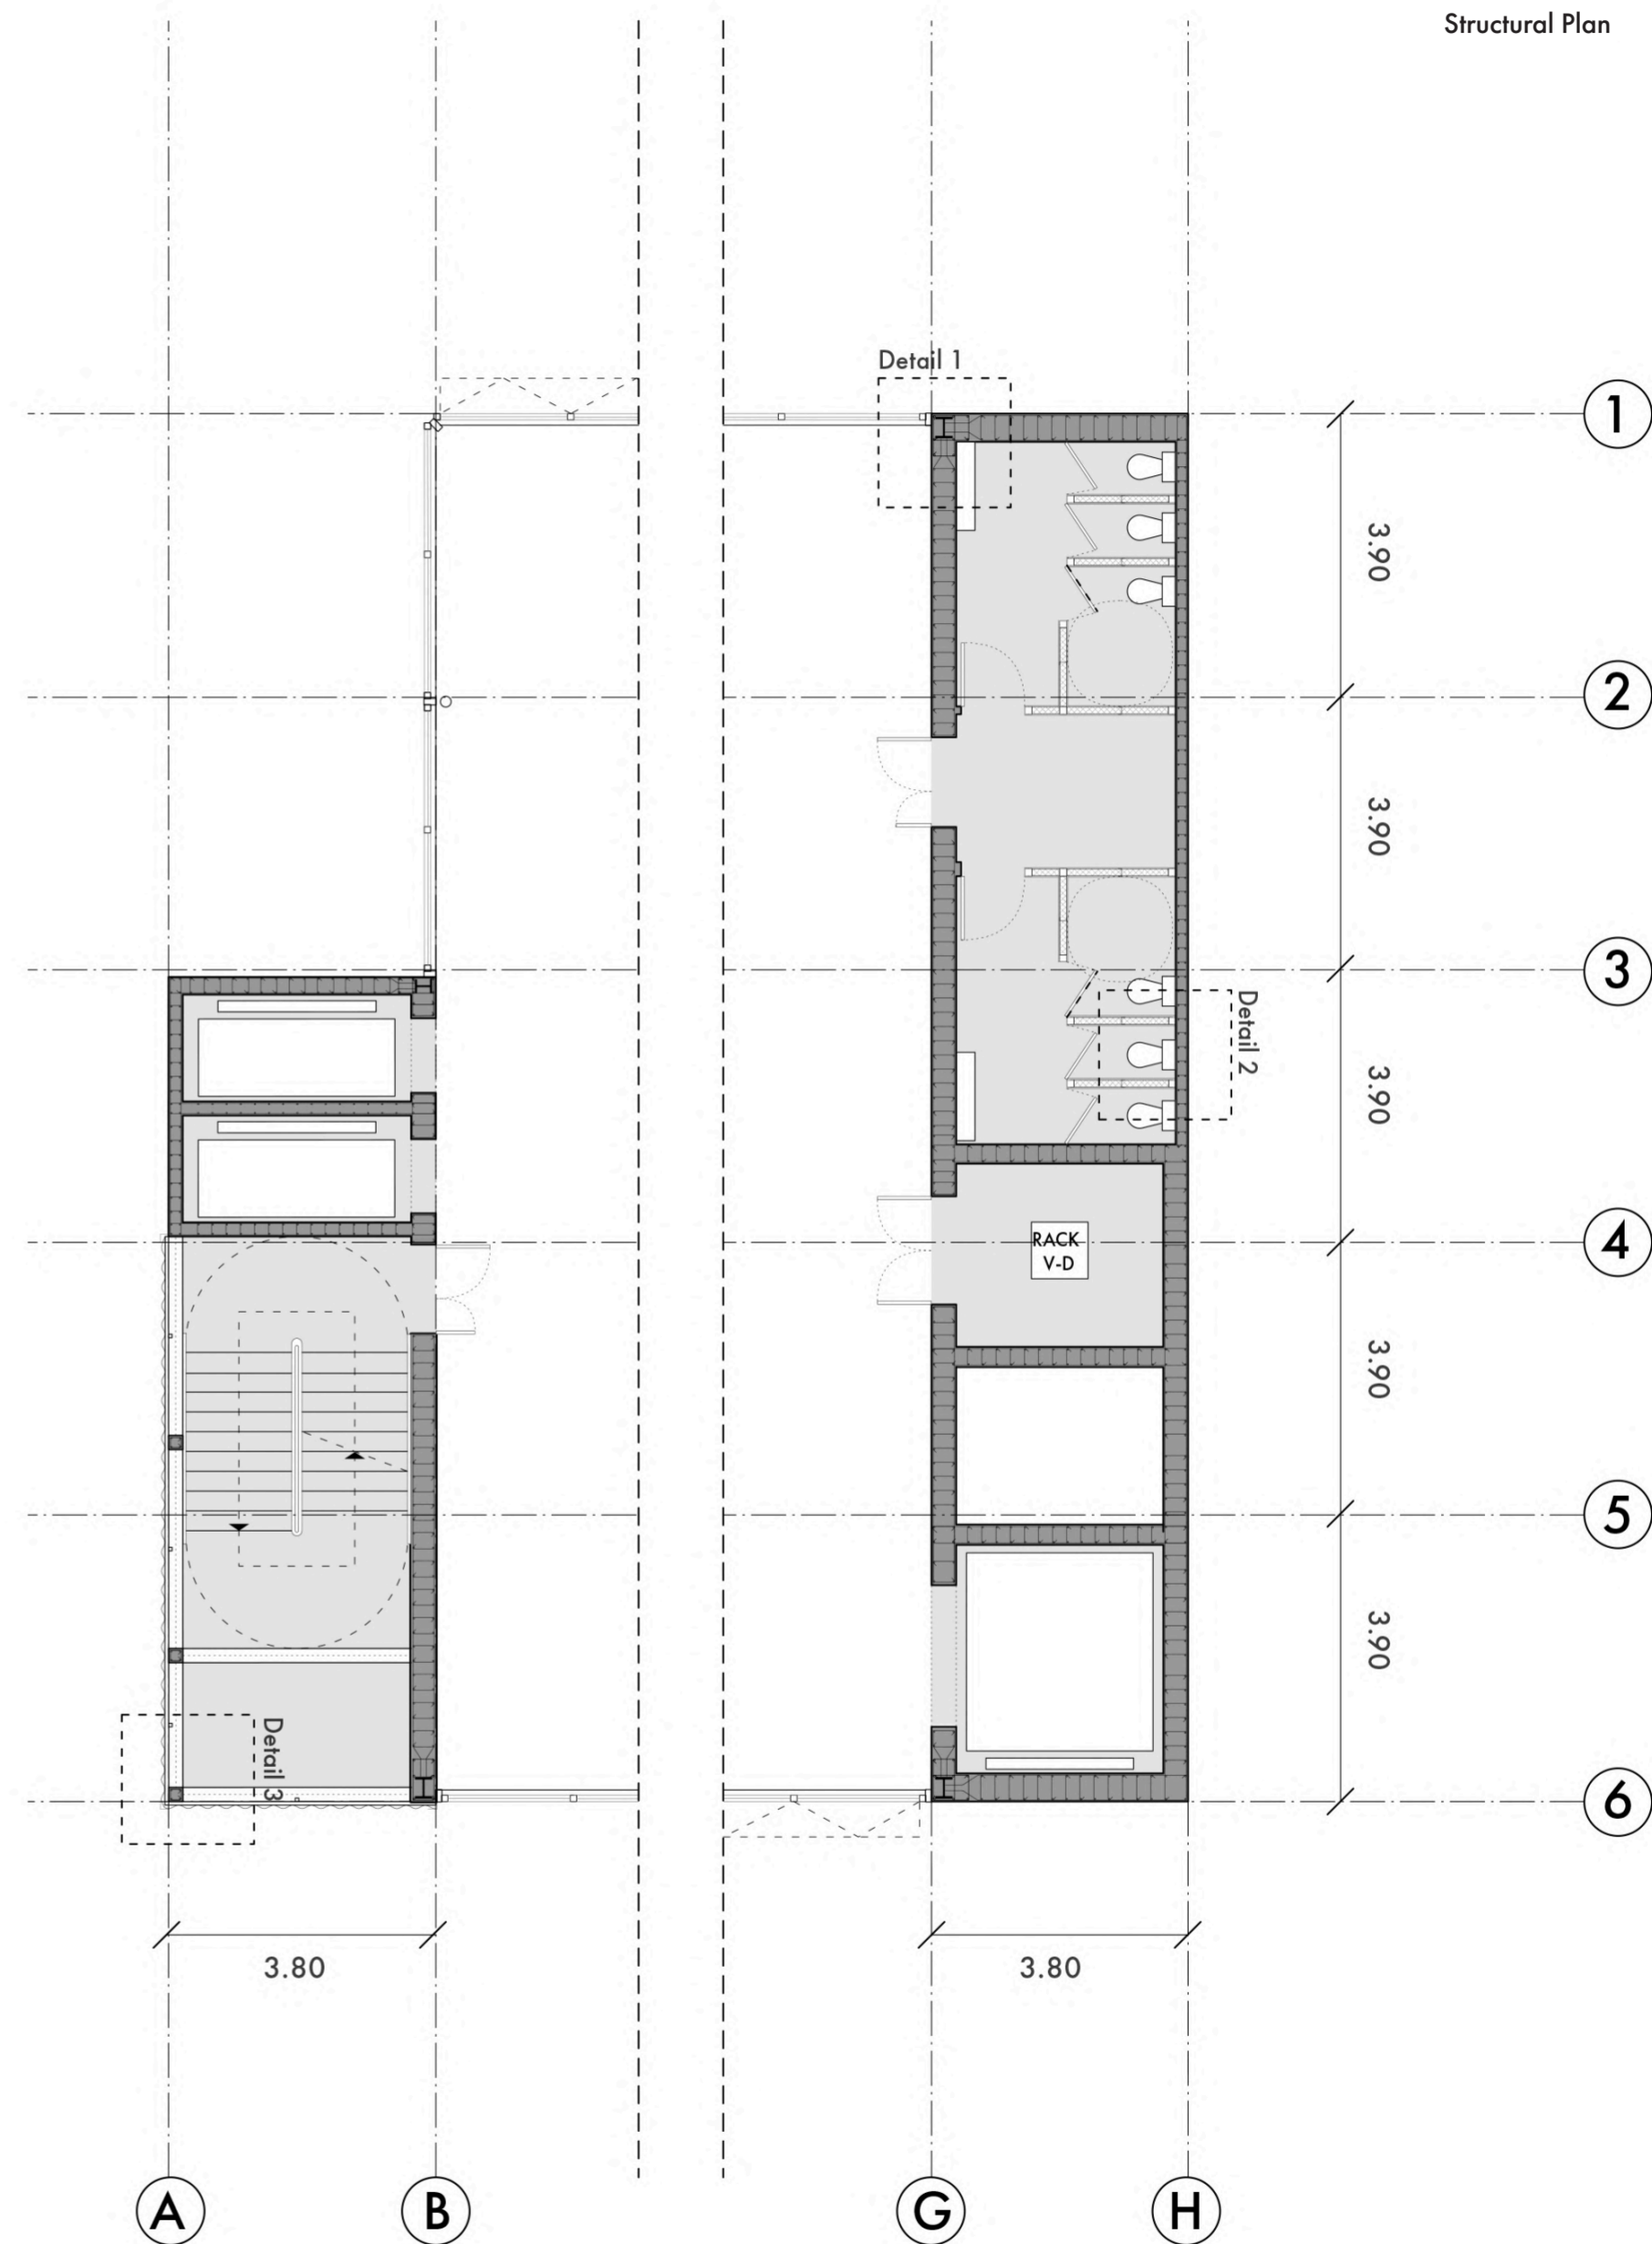 Structural Plan
Detail 1
1
3.90
2
3.90
3
Detail 2
3.90
4
RACK
V-D
3.90
5
3.90
Detail 3
6
3.80
3.80
A
B
G
H